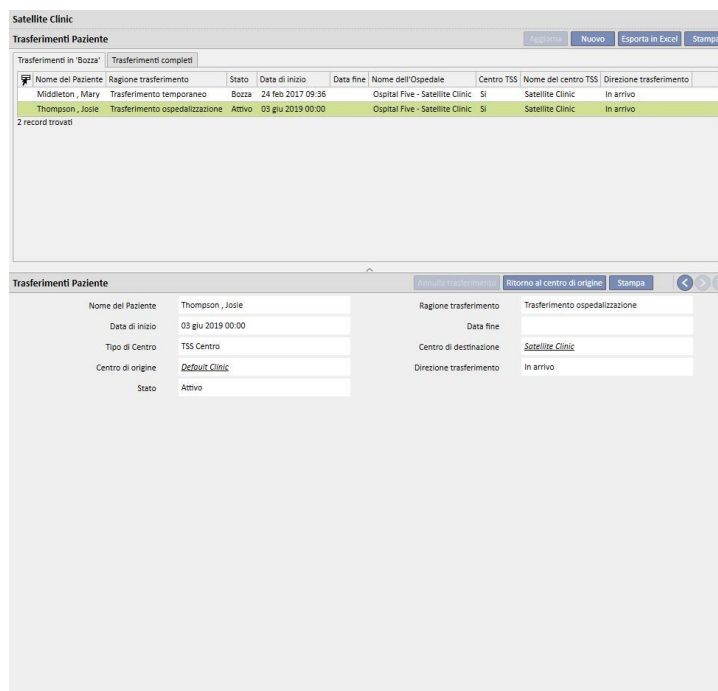 Satellite Clinic
Trasferimenti Paziente
Aggiorna Nuovo Esporta in Excel Stampa
Trasferimenti in 'Bozza' Trasferimenti completi
Nome del Paziente Ragione trasferimento Stato Data di inizio Data fine Nome dell'Ospedale Centro TSS Nome del centro TSS Direzione trasferimento
Middleton , Mary Trasferimento temporaneo Bozza 24 feb 2017 09:36 Ospital Five - Satellite Clinic Si Satellite Clinic In arrivo
Thompson , Josie Trasferimento ospedalizzazione Attivo 03 giu 2019 00:00 Ospital Five - Satellite Clinic Si Satellite Clinic In arrivo
2 record trovati
Trasferimenti Paziente
Annulla trasferimento Ritorno al centro di origine Stampa
Nome del Paziente Thompson , Josie Ragione trasferimento Trasferimento ospedalizzazione
Data di inizio 03 giu 2019 00:00 Data fine
Tipo di Centro TSS Centro Centro di destinazione Satellite Clinic
Centro di origine Default Clinic Direzione trasferimento In arrivo
Stato Attivo